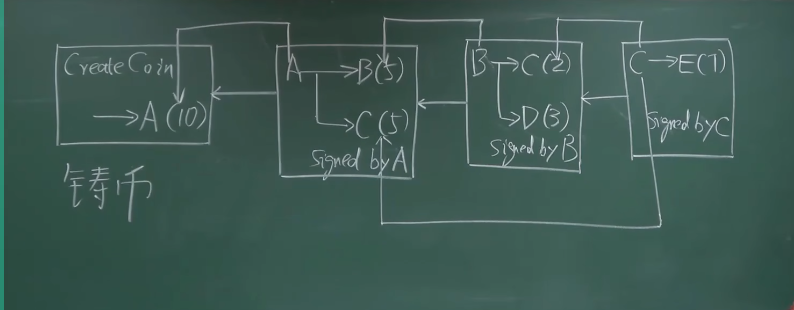 Create Coin
→A(10)
A→B(5)
→C(5)
signed by A
B→C(2)
→D(3)
signed by B
C→E(7)
signed by C
铸币